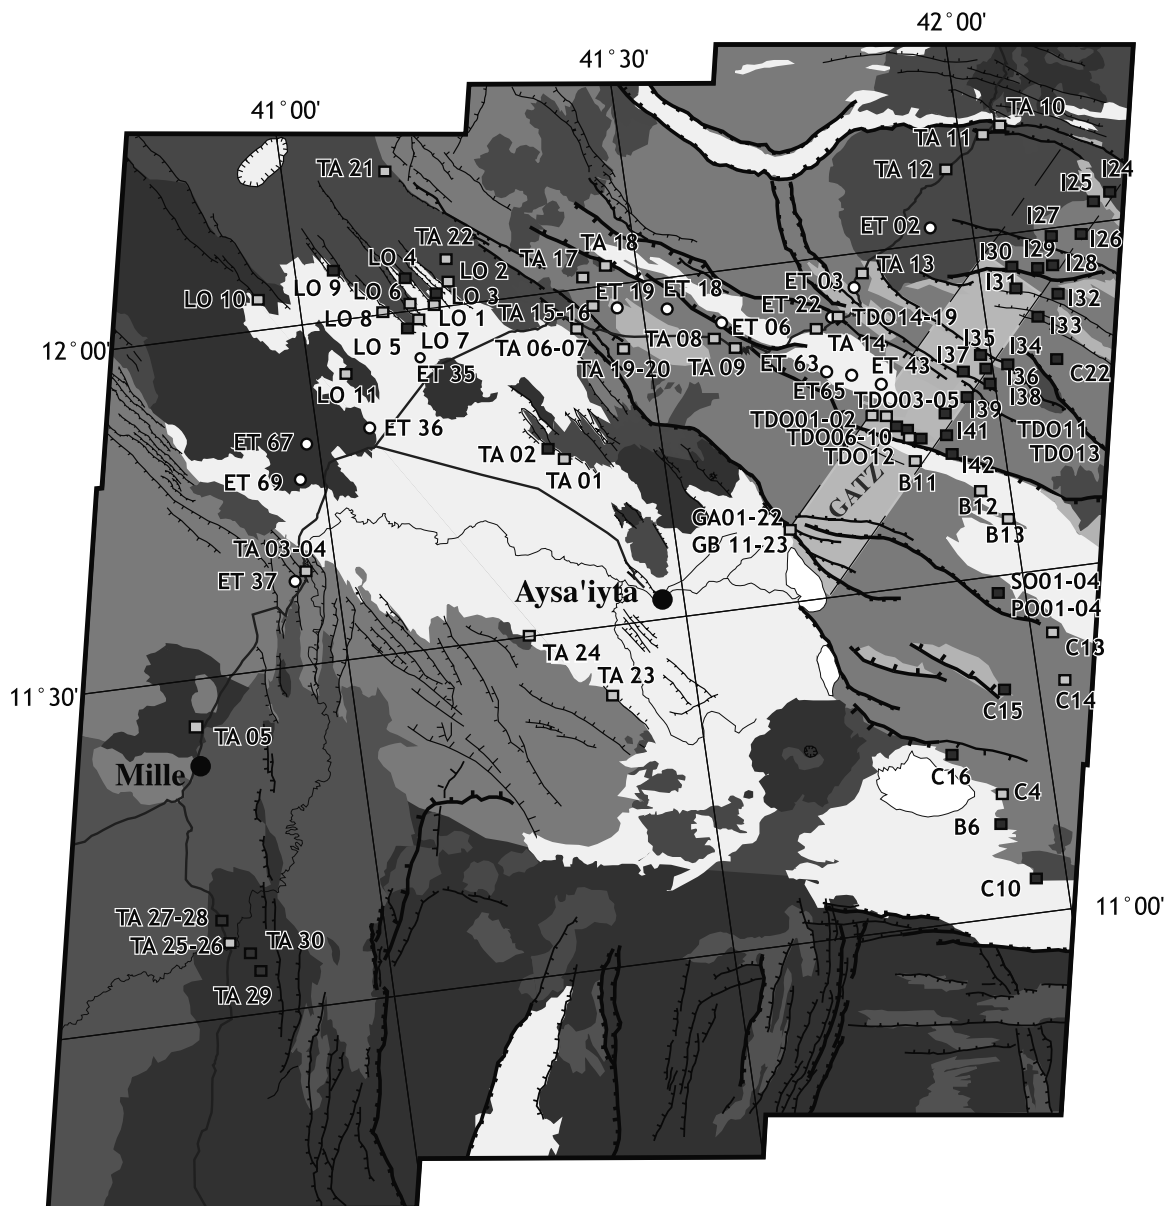 42°00'
41°30'
41°00'
TA 10
TA 11
TA 12
TA 21
I24
I25
I27
I26
ET 02
TA 22
TA 18
TA 17
I30
I29
I28
TA 13
LO 4
LO 2
LO 9
LO 6
LO 3
ET 03
I31
I32
LO 10
ET 19
ET 18
ET 22
TA 15-16
LO 8
LO 1
TDO14-19
I33
ET 06
LO 5
LO 7
TA 06-07
TA 08
TA 14
I35
I34
12°00'
TA 19-20
TA 09
ET 63
ET 43
I37
I36
C22
ET 35
LO 11
ET65
I38
TDO03-05
I39
ET 36
TDO01-02
TDO11
ET 67
TDO06-10
I41
TDO13
TA 02
TDO12
I42
TA 01
B11
ET 69
GATZ
B12
GA01-22
B13
GB 11-23
TA 03-04
ET 37
SO01-04
Aysa'iyta
PO01-04
TA 24
C13
TA 23
11°30'
C14
C15
TA 05
Mille
C16
C4
B6
C10
11°00'
TA 27-28
TA 25-26
TA 30
TA 29